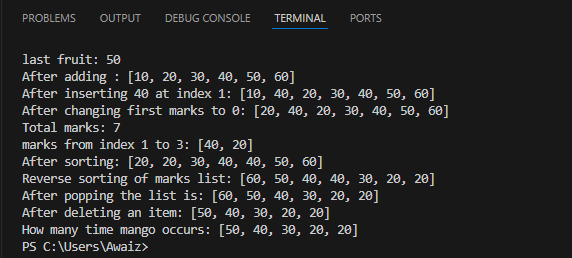 PROBLEMS OUTPUT DEBUG CONSOLE TERMINAL PORTS
last fruit: 50
After adding : [10, 20, 30, 40, 50, 60]
After inserting 40 at index 1: [10, 40, 20, 30, 40, 50, 60]
After changing first marks to 0: [20, 40, 20, 30, 40, 50, 60]
Total marks: 7
marks from index 1 to 3: [40, 20]
After sorting: [20, 20, 30, 40, 40, 50, 60]
Reverse sorting of marks list: [60, 50, 40, 40, 30, 20, 20]
After popping the list is: [60, 50, 40, 30, 20, 20]
After deleting an item: [50, 40, 30, 20, 20]
How many time mango occurs: [50, 40, 30, 20, 20]
PS C:\Users\Awaiz>